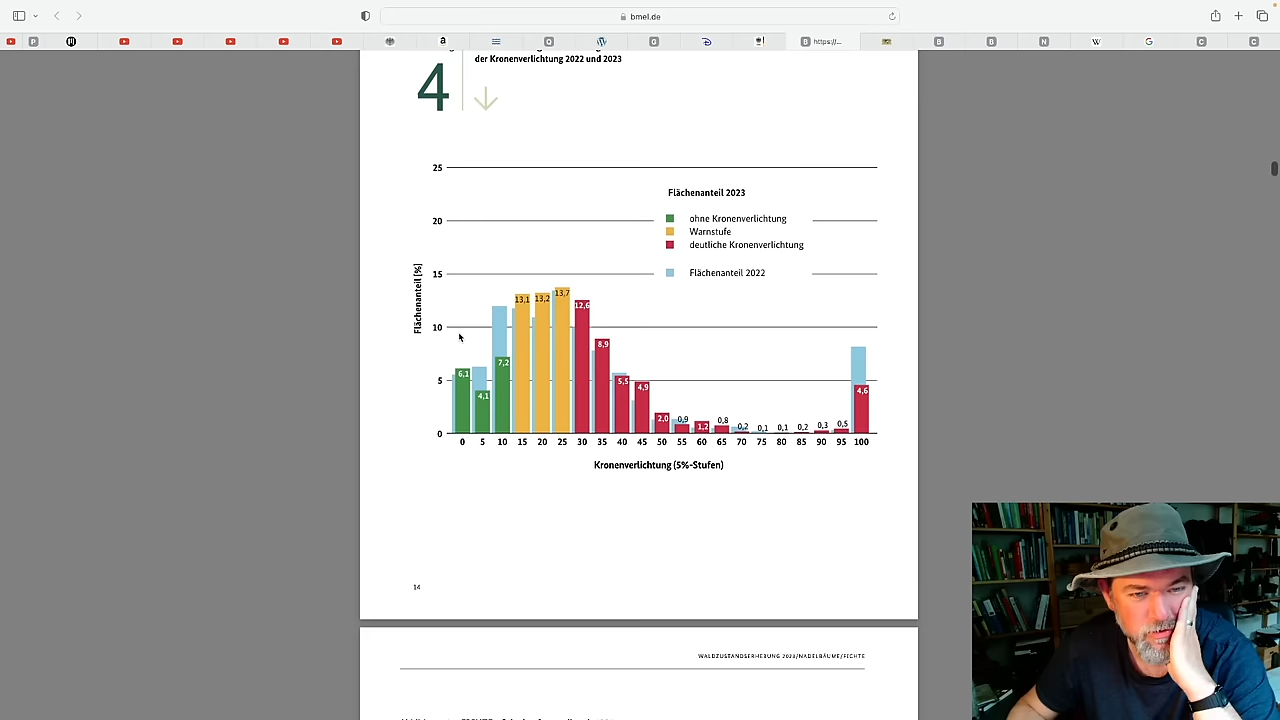 bmel.de
https://...
der Kronenverlichtung 2022 und 2023
4
25
Flächenanteil 2023
20
ohne Kronenverlichtung
Warnstufe
deutliche Kronenverlichtung
15
Flächenanteil 2022
Flächenanteil [%]
10
5
0
6,1
4,1
7,2
13,1
13,2
13,7
12,6
8,9
5,5
4,9
2,0
0,9
1,2
0,8
0,2
0,1
0,1
0,2
0,3
0,5
4,6
0 5 10 15 20 25 30 35 40 45 50 55 60 65 70 75 80 85 90 95 100
Kronenverlichtung (5%-Stufen)
14
WALDZUSTANDSERHEBUNG 2023/NADELBÄUME/FICHTE